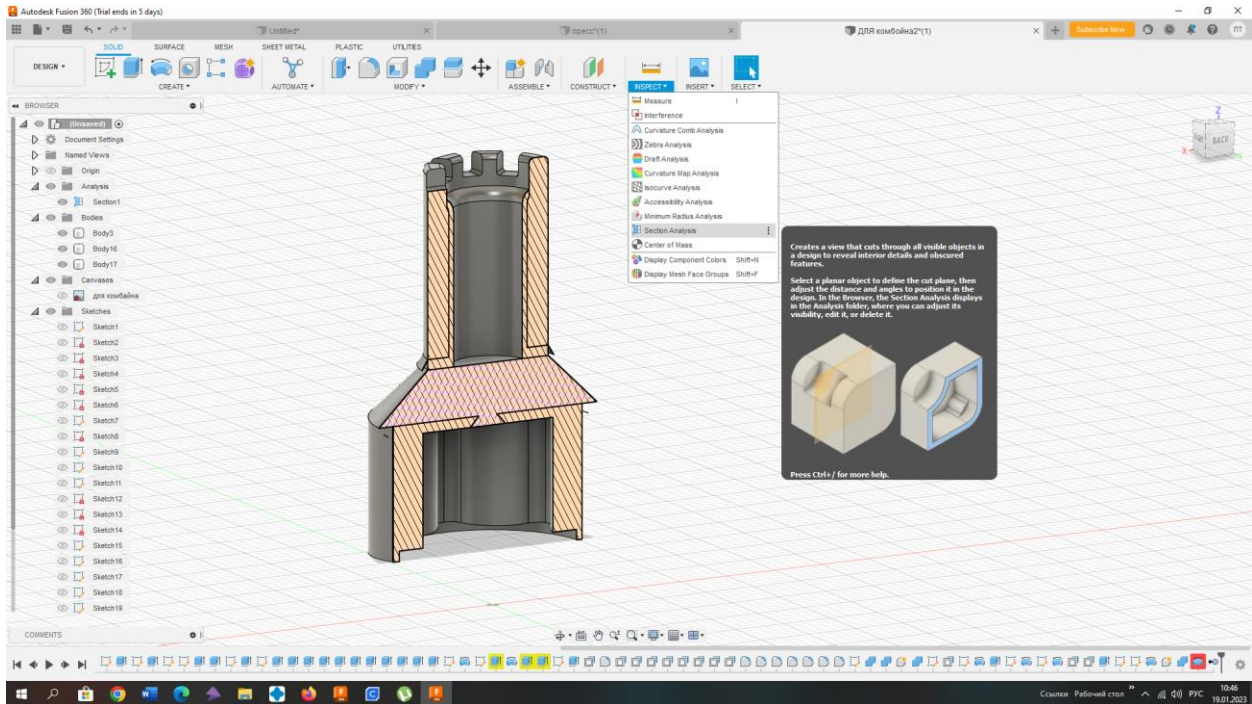 Autodesk Fusion 360 (Trial ends in 5 days)
Untitled*
пресс*(1)
ДЛЯ комбойна2*(1)
Subscribe Now
ПТ
SOLID SURFACE MESH SHEET METAL PLASTIC UTILITIES
DESIGN
CREATE AUTOMATE MODIFY ASSEMBLE CONSTRUCT INSPECT INSERT SELECT
BROWSER
(Unsaved)
Document Settings
Named Views
Origin
Analysis
Section1
Bodies
Body3
Body16
Body17
Canvases
для комбайна
Sketches
Sketch1
Sketch2
Sketch3
Sketch4
Sketch5
Sketch6
Sketch7
Sketch8
Sketch9
Sketch10
Sketch11
Sketch12
Sketch13
Sketch14
Sketch15
Sketch16
Sketch17
Sketch18
Sketch19
Measure I
Interference
Curvature Comb Analysis
Zebra Analysis
Draft Analysis
Curvature Map Analysis
Isocurve Analysis
Accessibility Analysis
Minimum Radius Analysis
Section Analysis
Center of Mass
Display Component Colors Shift+N
Display Mesh Face Groups Shift+F
Creates a view that cuts through all visible objects in
a design to reveal interior details and obscured
features.
Select a planar object to define the cut plane, then
adjust the distance and angles to position it in the
design. In the Browser, the Section Analysis displays
in the Analysis folder, where you can adjust its
visibility, edit it, or delete it.
Press Ctrl+/ for more help.
Z
BACK
X
COMMENTS
Ссылки Рабочий стол
РУС
10:46
19.01.2023